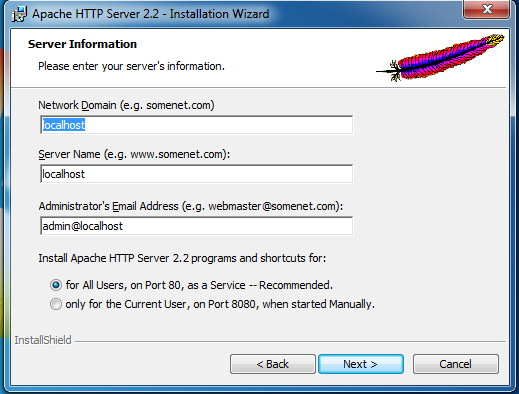 Apache HTTP Server 2.2 - Installation Wizard
Server Information
Please enter your server's information.
Network Domain (e.g. somenet.com)
localhost
Server Name (e.g. www.somenet.com):
localhost
Administrator's Email Address (e.g. webmaster@somenet.com):
admin@localhost
Install Apache HTTP Server 2.2 programs and shortcuts for:
for All Users, on Port 80, as a Service -- Recommended.
only for the Current User, on Port 8080, when started Manually.
InstallShield
< Back Next > Cancel